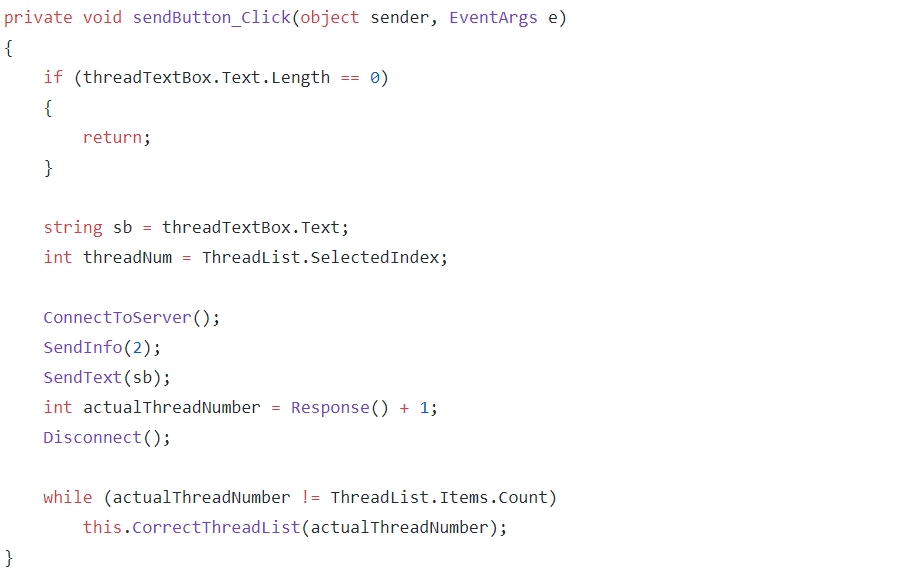 private void sendButton_Click(object sender, EventArgs e)
{
    if (threadTextBox.Text.Length == 0)
    {
        return;
    }

    string sb = threadTextBox.Text;
    int threadNum = ThreadList.SelectedIndex;

    ConnectToServer();
    SendInfo(2);
    SendText(sb);
    int actualThreadNumber = Response() + 1;
    Disconnect();

    while (actualThreadNumber != ThreadList.Items.Count)
        this.CorrectThreadList(actualThreadNumber);
}